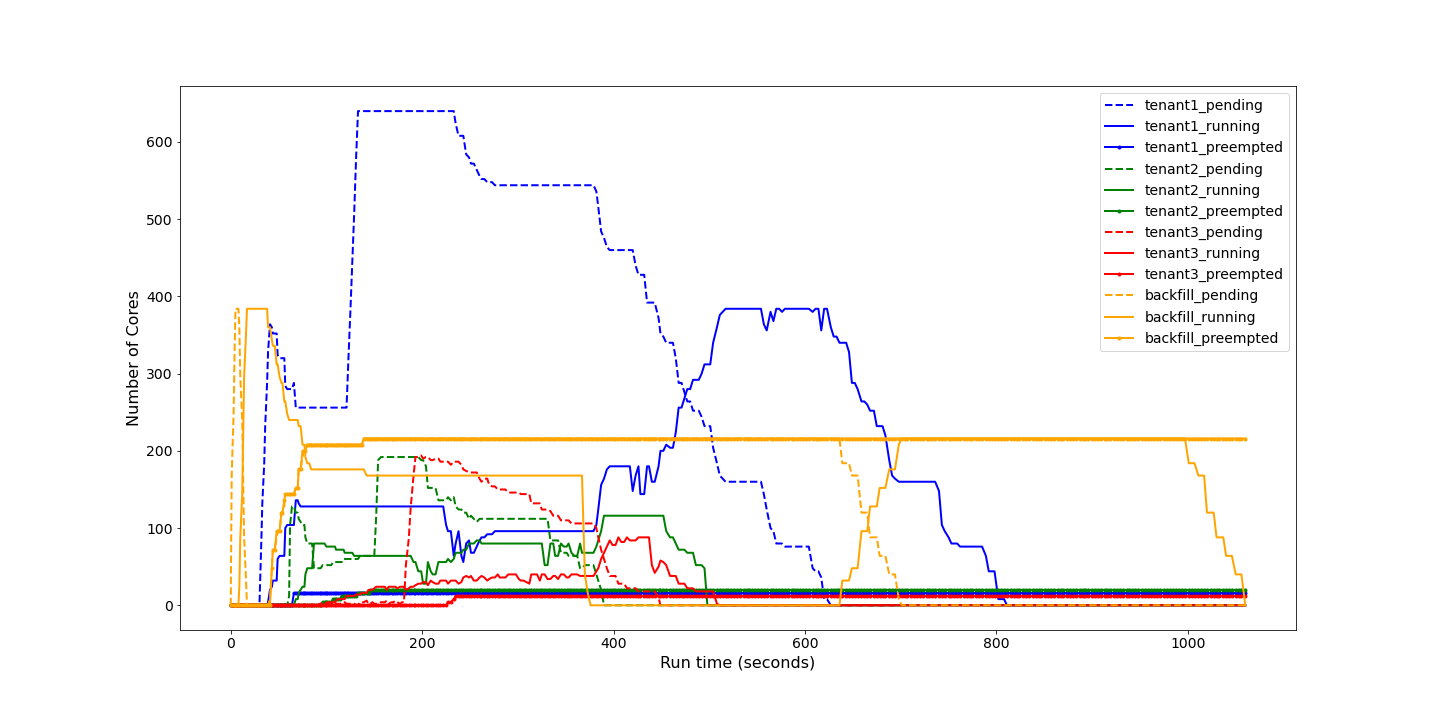 600
500
400
300
200
100
0
Number of Cores
0 200 400 600 800 1000
Run time (seconds)
tenant1_pending
tenant1_running
tenant1_preempted
tenant2_pending
tenant2_running
tenant2_preempted
tenant3_pending
tenant3_running
tenant3_preempted
backfill_pending
backfill_running
backfill_preempted